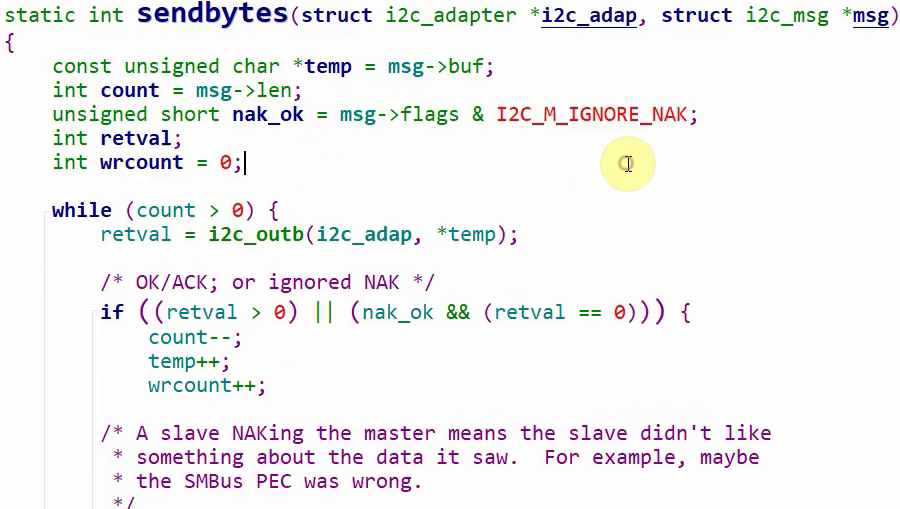 static int sendbytes(struct i2c_adapter *i2c_adap, struct i2c_msg *msg)
{
    const unsigned char *temp = msg->buf;
    int count = msg->len;
    unsigned short nak_ok = msg->flags & I2C_M_IGNORE_NAK;
    int retval;
    int wrcount = 0;

    while (count > 0) {
        retval = i2c_outb(i2c_adap, *temp);

        /* OK/ACK; or ignored NAK */
        if ((retval > 0) || (nak_ok && (retval == 0))) {
            count--;
            temp++;
            wrcount++;

        /* A slave NAKing the master means the slave didn't like
         * something about the data it saw.  For example, maybe
         * the SMBus PEC was wrong.
         */